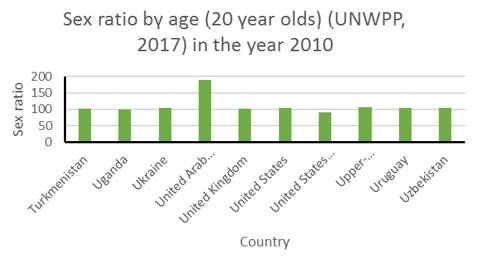 Sex ratio by age (20 year olds) (UNWPP,
2017) in the year 2010
200
150
100
50
0
Sex ratio
Turkmenistan
Uganda
Ukraine
United Arab...
United Kingdom
United States
United States...
Upper-...
Uruguay
Uzbekistan
Country